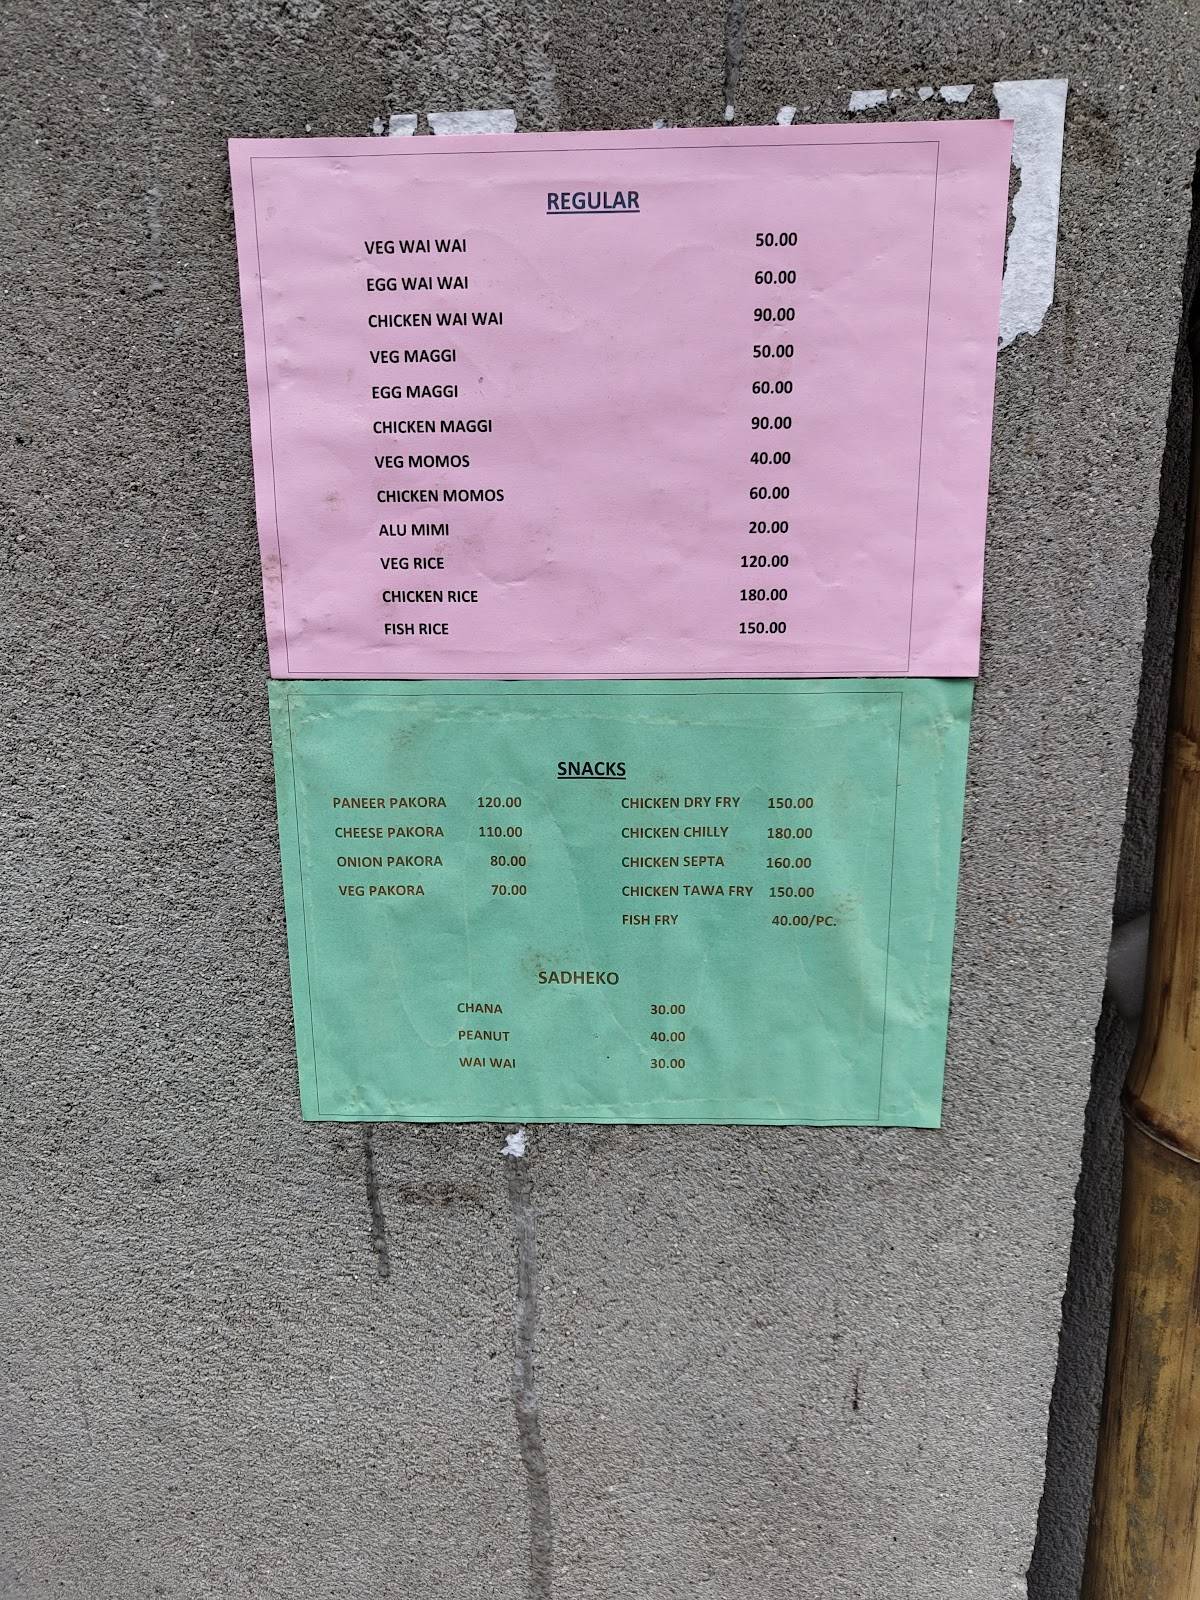 REGULAR
VEG WAI WAI 50.00
EGG WAI WAI 60.00
CHICKEN WAI WAI 90.00
VEG MAGGI 50.00
EGG MAGGI 60.00
CHICKEN MAGGI 90.00
VEG MOMOS 40.00
CHICKEN MOMOS 60.00
ALU MIMI 20.00
VEG RICE 120.00
CHICKEN RICE 180.00
FISH RICE 150.00
SNACKS
PANEER PAKORA 120.00 CHICKEN DRY FRY 150.00
CHEESE PAKORA 110.00 CHICKEN CHILLY 180.00
ONION PAKORA 80.00 CHICKEN SEPTA 160.00
VEG PAKORA 70.00 CHICKEN TAWA FRY 150.00
FISH FRY 40.00/PC.
SADHEKO
CHANA 30.00
PEANUT 40.00
WAI WAI 30.00